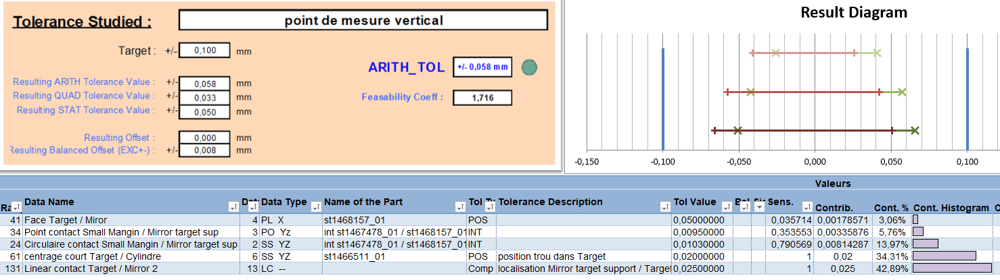 Tolerance Studied :
point de mesure vertical
Target : +/- 0,100 mm
ARITH_TOL +/- 0,058 mm
Resulting ARITH Tolerance Value : +/- 0,058 mm
Resulting QUAD Tolerance Value : +/- 0,033 mm
Feasability Coeff : 1,716
Resulting STAT Tolerance Value : +/- 0,050 mm
Resulting Offset : 0,000 mm
Resulting Balanced Offset (EXC+-) : +/- 0,008 mm
Result Diagram
-0,150 -0,100 -0,050 0,000 0,050 0,100
Valeurs
Ra Data Name Dat Data Type Name of the Part Tol Ty Tolerance Description Tol Value Sens. Contrib. Cont. % Cont. Histogram C
41 Face Target / Miror 4 PL X st1468157_01 POS 0,05000000 0,035714 0,00178571 3,06%
34 Point contact Small Mangin / Mirror target sup 3 PO Yz int st1467478_01 / st1468157_01 INT 0,00950000 0,353553 0,00335876 5,76%
24 Circulaire contact Small Mangin / Mirror target sup 2 SS YZ int st1467478_01 / st1468157_01 INT 0,01030000 0,790569 0,00814287 13,97%
61 centrage court Target / Cylindre 6 SS YZ st1466511_01 POS position trou dans Target 0,02000000 1 0,02 34,31%
131 Linear contact Target / Mirror 2 13 LC -- Comp localisation Mirror target support / Target 0,02500000 1 0,025 42,89%